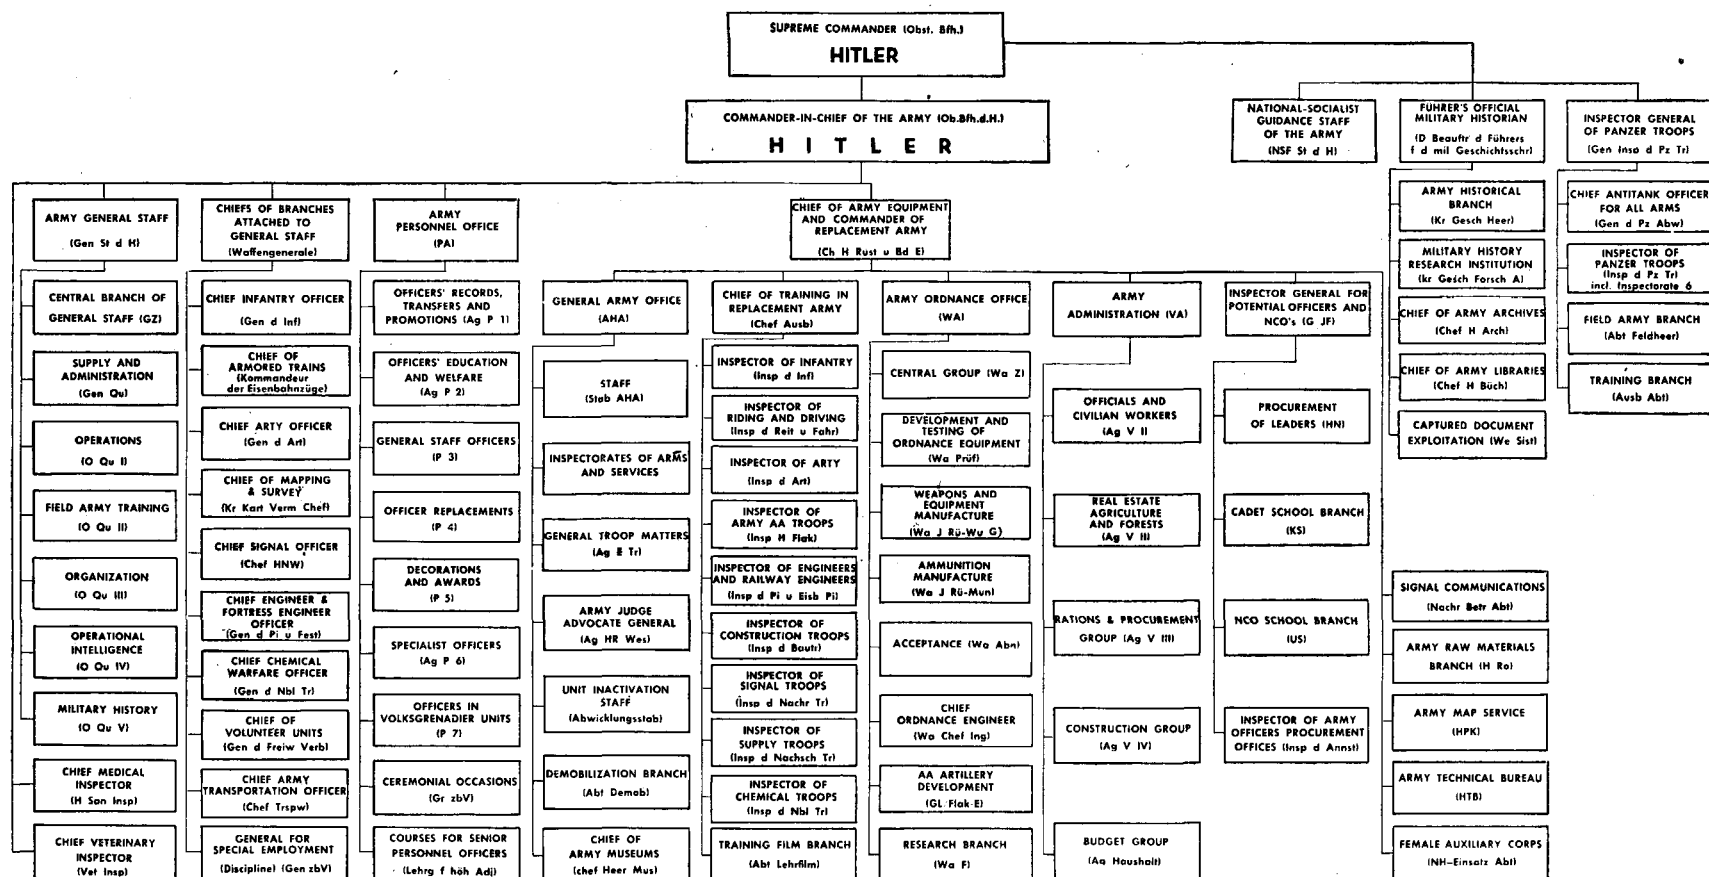 SUPREME COMMANDER (Obst. Bfh.)
HITLER
COMMANDER-IN-CHIEF OF THE ARMY (Ob.Bfh.d.H.)
HITLER
NATIONAL-SOCIALIST
GUIDANCE STAFF
OF THE ARMY
(NSF St d H)
FÜHRER'S OFFICIAL
MILITARY HISTORIAN
(D Beauftr d Führers
f d mil Geschichtsschr)
INSPECTOR GENERAL
OF PANZER TROOPS
(Gen Insp d Pz Tr)
ARMY HISTORICAL
BRANCH
(Kr Gesch Heer)
MILITARY HISTORY
RESEARCH INSTITUTION
(kr Gesch Forsch A)
CHIEF OF ARMY ARCHIVES
(Chef H Arch)
CHIEF OF ARMY LIBRARIES
(Chef H Büch)
CAPTURED DOCUMENT
EXPLOITATION (We Sist)
CHIEF ANTITANK OFFICER
FOR ALL ARMS
(Gen d Pz Abw)
INSPECTOR OF
PANZER TROOPS
(Insp d Pz Tr)
incl. Inspectorate 6
FIELD ARMY BRANCH
(Abt Feldheer)
TRAINING BRANCH
(Ausb Abt)
ARMY GENERAL STAFF
(Gen St d H)
CENTRAL BRANCH OF
GENERAL STAFF (GZ)
SUPPLY AND
ADMINISTRATION
(Gen Qu)
OPERATIONS
(O Qu I)
FIELD ARMY TRAINING
(O Qu II)
ORGANIZATION
(O Qu III)
OPERATIONAL
INTELLIGENCE
(O Qu IV)
MILITARY HISTORY
(O Qu V)
CHIEF MEDICAL
INSPECTOR
(H San Insp)
CHIEF VETERINARY
INSPECTOR
(Vet Insp)
CHIEFS OF BRANCHES
ATTACHED TO
GENERAL STAFF
(Waffengenerale)
CHIEF INFANTRY OFFICER
(Gen d Inf)
CHIEF OF
ARMORED TRAINS
(Kommandeur
der Eisenbahnzüge)
CHIEF ARTY OFFICER
(Gen d Art)
CHIEF OF MAPPING
& SURVEY
(Kr Kart Verm Chef)
CHIEF SIGNAL OFFICER
(Chef HNW)
CHIEF ENGINEER &
FORTRESS ENGINEER
OFFICER
(Gen d Pi u Fest)
CHIEF CHEMICAL
WARFARE OFFICER
(Gen d Nbl Tr)
CHIEF OF
VOLUNTEER UNITS
(Gen d Freiw Verb)
CHIEF ARMY
TRANSPORTATION OFFICER
(Chef Trspw)
GENERAL FOR
SPECIAL EMPLOYMENT
(Discipline) (Gen zbV)
ARMY
PERSONNEL OFFICE
(PA)
OFFICERS' RECORDS,
TRANSFERS AND
PROMOTIONS (Ag P 1)
OFFICERS' EDUCATION
AND WELFARE
(Ag P 2)
GENERAL STAFF OFFICERS
(P 3)
OFFICER REPLACEMENTS
(P 4)
DECORATIONS
AND AWARDS
(P 5)
SPECIALIST OFFICERS
(Ag P 6)
OFFICERS IN
VOLKSGRENADIER UNITS
(P 7)
CEREMONIAL OCCASIONS
(Gr zbV)
COURSES FOR SENIOR
PERSONNEL OFFICERS
(Lehrg f höh Adj)
CHIEF OF ARMY EQUIPMENT
AND COMMANDER OF
REPLACEMENT ARMY
(Ch H Rust u Bd E)
GENERAL ARMY OFFICE
(AHA)
STAFF
(Stab AHA)
INSPECTORATES OF ARMS
AND SERVICES
GENERAL TROOP MATTERS
(Ag E Tr)
ARMY JUDGE
ADVOCATE GENERAL
(Ag HR Wes)
UNIT INACTIVATION
STAFF
(Abwicklungsstab)
DEMOBILIZATION BRANCH
(Abt Demob)
CHIEF OF
ARMY MUSEUMS
(chef Heer Mus)
CHIEF OF TRAINING IN
REPLACEMENT ARMY
(Chef Ausb)
INSPECTOR OF INFANTRY
(Insp d Inf)
INSPECTOR OF
RIDING AND DRIVING
(Insp d Reit u Fahr)
INSPECTOR OF ARTY
(Insp d Art)
INSPECTOR OF
ARMY AA TROOPS
(Insp H Flak)
INSPECTOR OF ENGINEERS
AND RAILWAY ENGINEERS
(Insp d Pi u Eisb Pi)
INSPECTOR OF
CONSTRUCTION TROOPS
(Insp d Bautr)
INSPECTOR OF
SIGNAL TROOPS
(Insp d Nachr Tr)
INSPECTOR OF
SUPPLY TROOPS
(Insp d Nachsch Tr)
INSPECTOR OF
CHEMICAL TROOPS
(Insp d Nbl Tr)
TRAINING FILM BRANCH
(Abt Lehrfilm)
ARMY ORDNANCE OFFICE
(WA)
CENTRAL GROUP (Wa Z)
DEVELOPMENT AND
TESTING OF
ORDNANCE EQUIPMENT
(Wa Prüf)
WEAPONS AND
EQUIPMENT
MANUFACTURE
(Wa J Rü-Wu G)
AMMUNITION
MANUFACTURE
(Wa J Rü-Mun)
ACCEPTANCE (Wa Abn)
CHIEF
ORDNANCE ENGINEER
(Wa Chef Ing)
AA ARTILLERY
DEVELOPMENT
(GL Flak-E)
RESEARCH BRANCH
(Wa F)
ARMY
ADMINISTRATION (VA)
OFFICIALS AND
CIVILIAN WORKERS
(Ag V I)
REAL ESTATE
AGRICULTURE
AND FORESTS
(Ag V II)
RATIONS & PROCUREMENT
GROUP (Ag V III)
CONSTRUCTION GROUP
(Ag V IV)
BUDGET GROUP
(Ag Haushalt)
INSPECTOR GENERAL FOR
POTENTIAL OFFICERS AND
NCO's (G JF)
PROCUREMENT
OF LEADERS (HN)
CADET SCHOOL BRANCH
(KS)
NCO SCHOOL BRANCH
(US)
INSPECTOR OF ARMY
OFFICERS PROCUREMENT
OFFICES (Insp d Annst)
SIGNAL COMMUNICATIONS
(Nachr Betr Abt)
ARMY RAW MATERIALS
BRANCH (H Ro)
ARMY MAP SERVICE
(HPK)
ARMY TECHNICAL BUREAU
(HTB)
FEMALE AUXILIARY CORPS
(NH-Einsatz Abt)